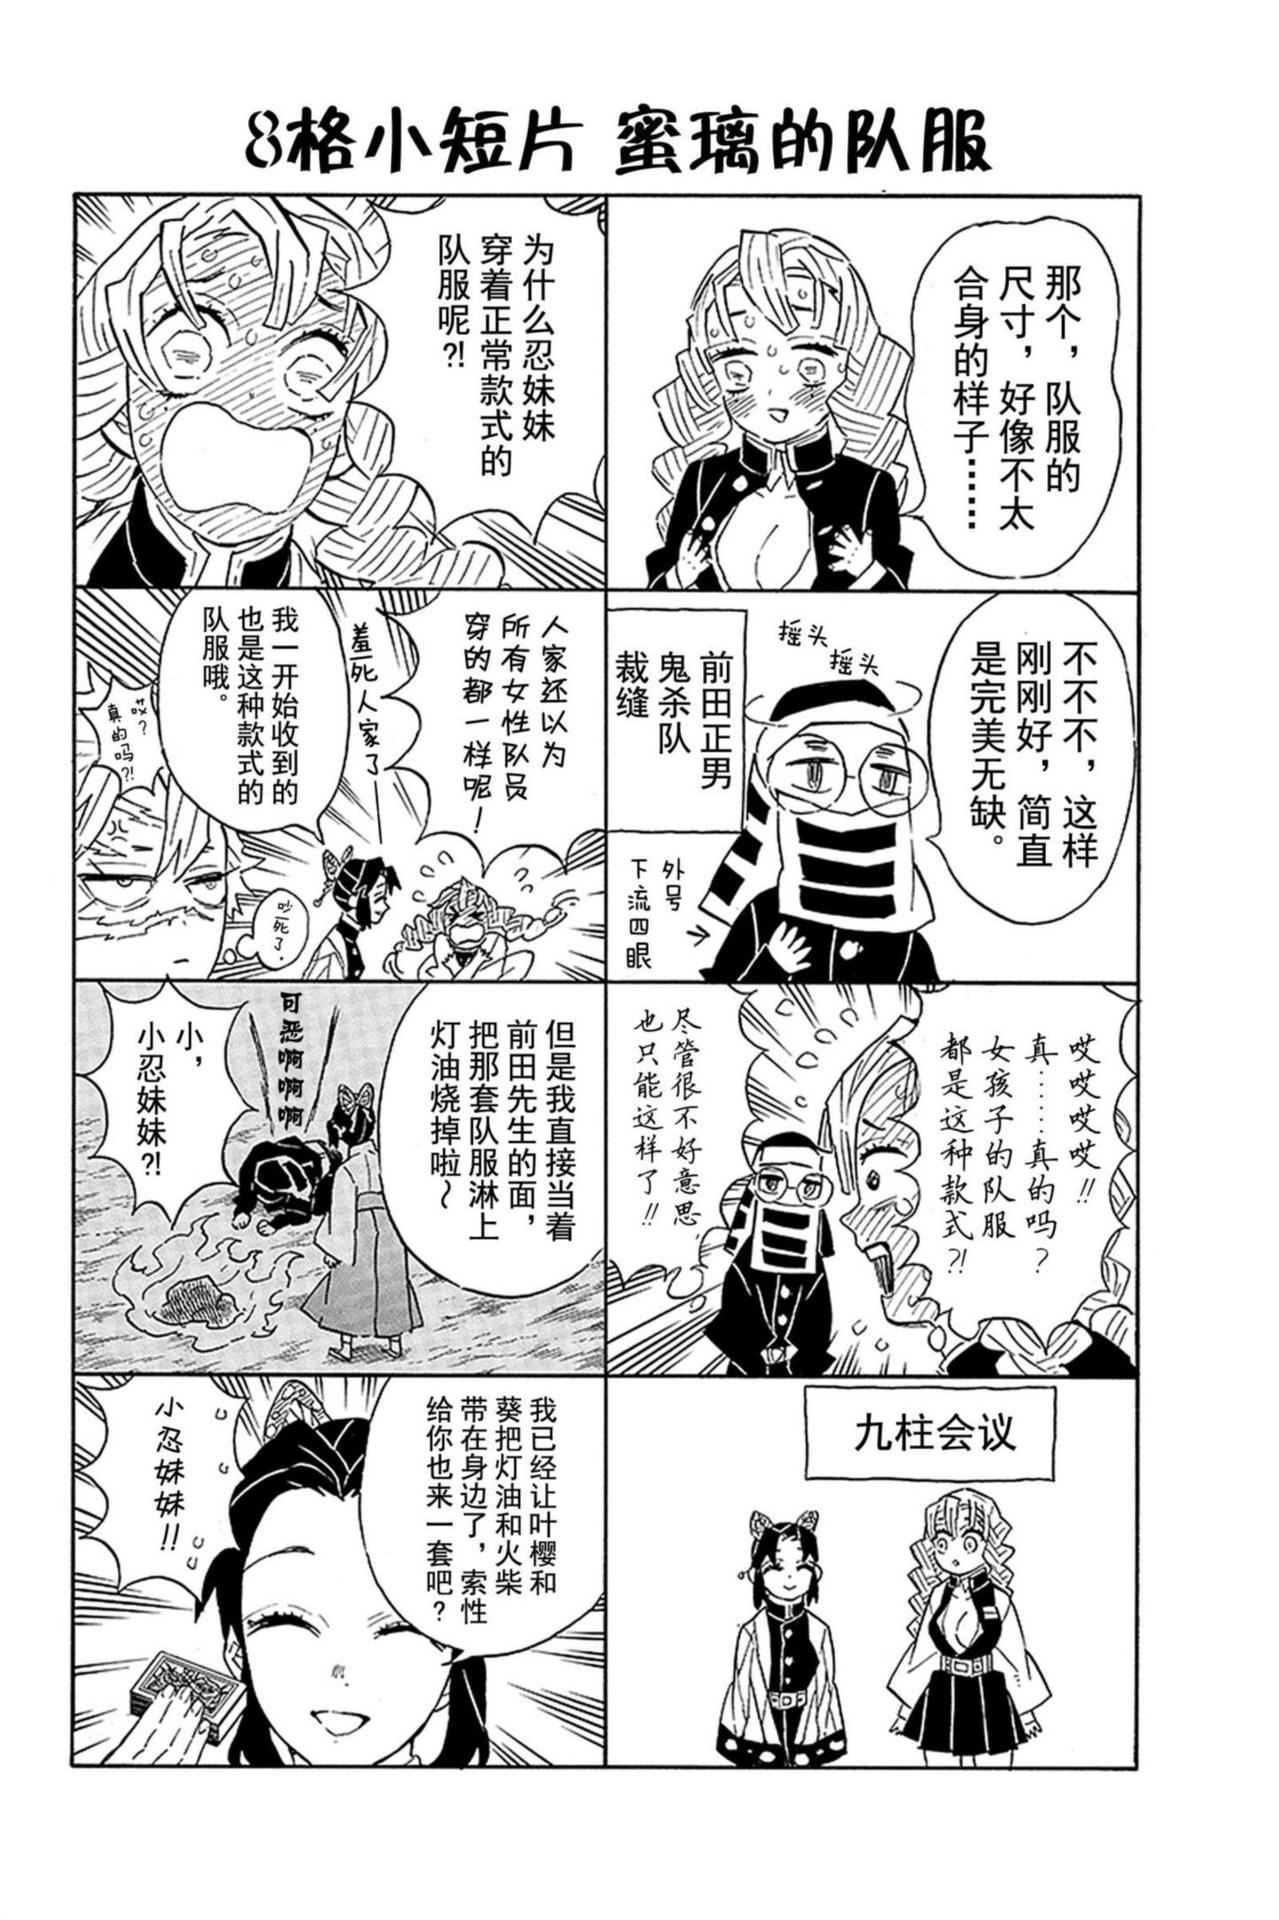 8格小短片 蜜璃的队服
那个，队服的
尺寸，好像不太
合身的样子……
不不不，这样
刚刚好，简直
是完美无缺。
摇头
摇头
前田正男
鬼杀队
裁缝
外号
下流四眼
哎哎哎哎!!
真……真的吗?
女孩子的队服
都是这种款式?!
尽管很不好意思
也只能这样了!!
九柱会议
为什么忍妹妹
穿着正常款式的
队服呢?!
人家还以为
所有女性队员
穿的都一样呢！
羞死人家了
我一开始收到的
也是这种款式的
队服哦。
哎？
真的吗?!
吵死了。
但是我直接当着
前田先生的面，
把那套队服淋上
灯油烧掉啦～
可恶啊啊啊啊
小，
小忍妹妹?!
我已经让叶樱和
葵把灯油和火柴
带在身边了，索性
给你也来一套吧？
小忍妹妹!!